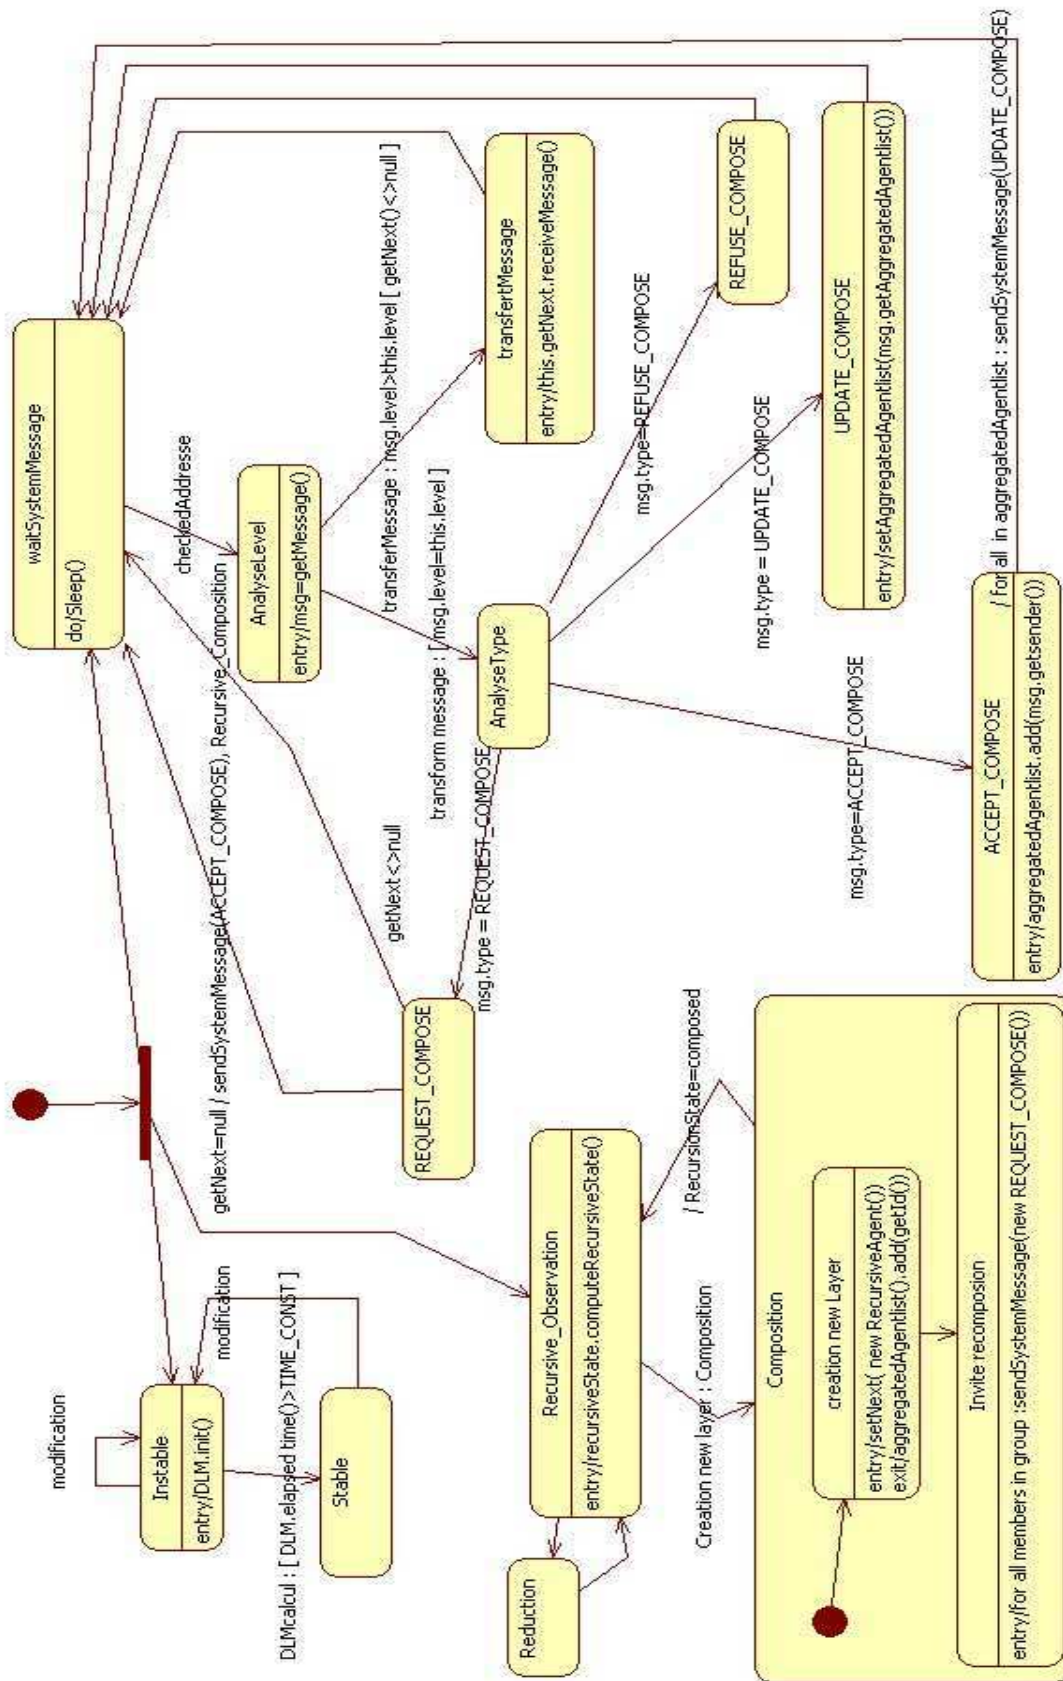 modification
Instable
entry/DLM.init()
modification
DLMcalcul : [ DLM.elapsed time()>TIME_CONST ]
Stable
getNext=null / sendSystemMessage(ACCEPT_COMPOSE), Recursive_Composition
waitSystemMessage
do/Sleep()
checkedAddresse
AnalyseLevel
entry/msg=getMessage()
getNext<>null
transferMessage : msg.level>this.level [ getNext()<>null ]
transform message : [ msg.level=this.level ]
transfertMessage
entry/this.getNext.receiveMessage()
REQUEST_COMPOSE
msg.type = REQUEST_COMPOSE
AnalyseType
msg.type=REFUSE_COMPOSE
REFUSE_COMPOSE
msg.type = UPDATE_COMPOSE
UPDATE_COMPOSE
entry/setAggregatedAgentlist(msg.getAggregatedAgentlist())
msg.type=ACCEPT_COMPOSE
ACCEPT_COMPOSE
entry/aggregatedAgentlist.add(msg.getsender())
/ for all in aggregatedAgentlist : sendSystemMessage(UPDATE_COMPOSE)
Recursive_Observation
entry/recursiveState.computeRecursiveState()
Reduction
Creation new layer : Composition
/ RecursionState=composed
Composition
creation new Layer
entry/setNext( new RecursiveAgent())
exit/aggregatedAgentlist().add(getId())
Invite recomposion
entry/for all members in group :sendSystemMessage(new REQUEST_COMPOSE())